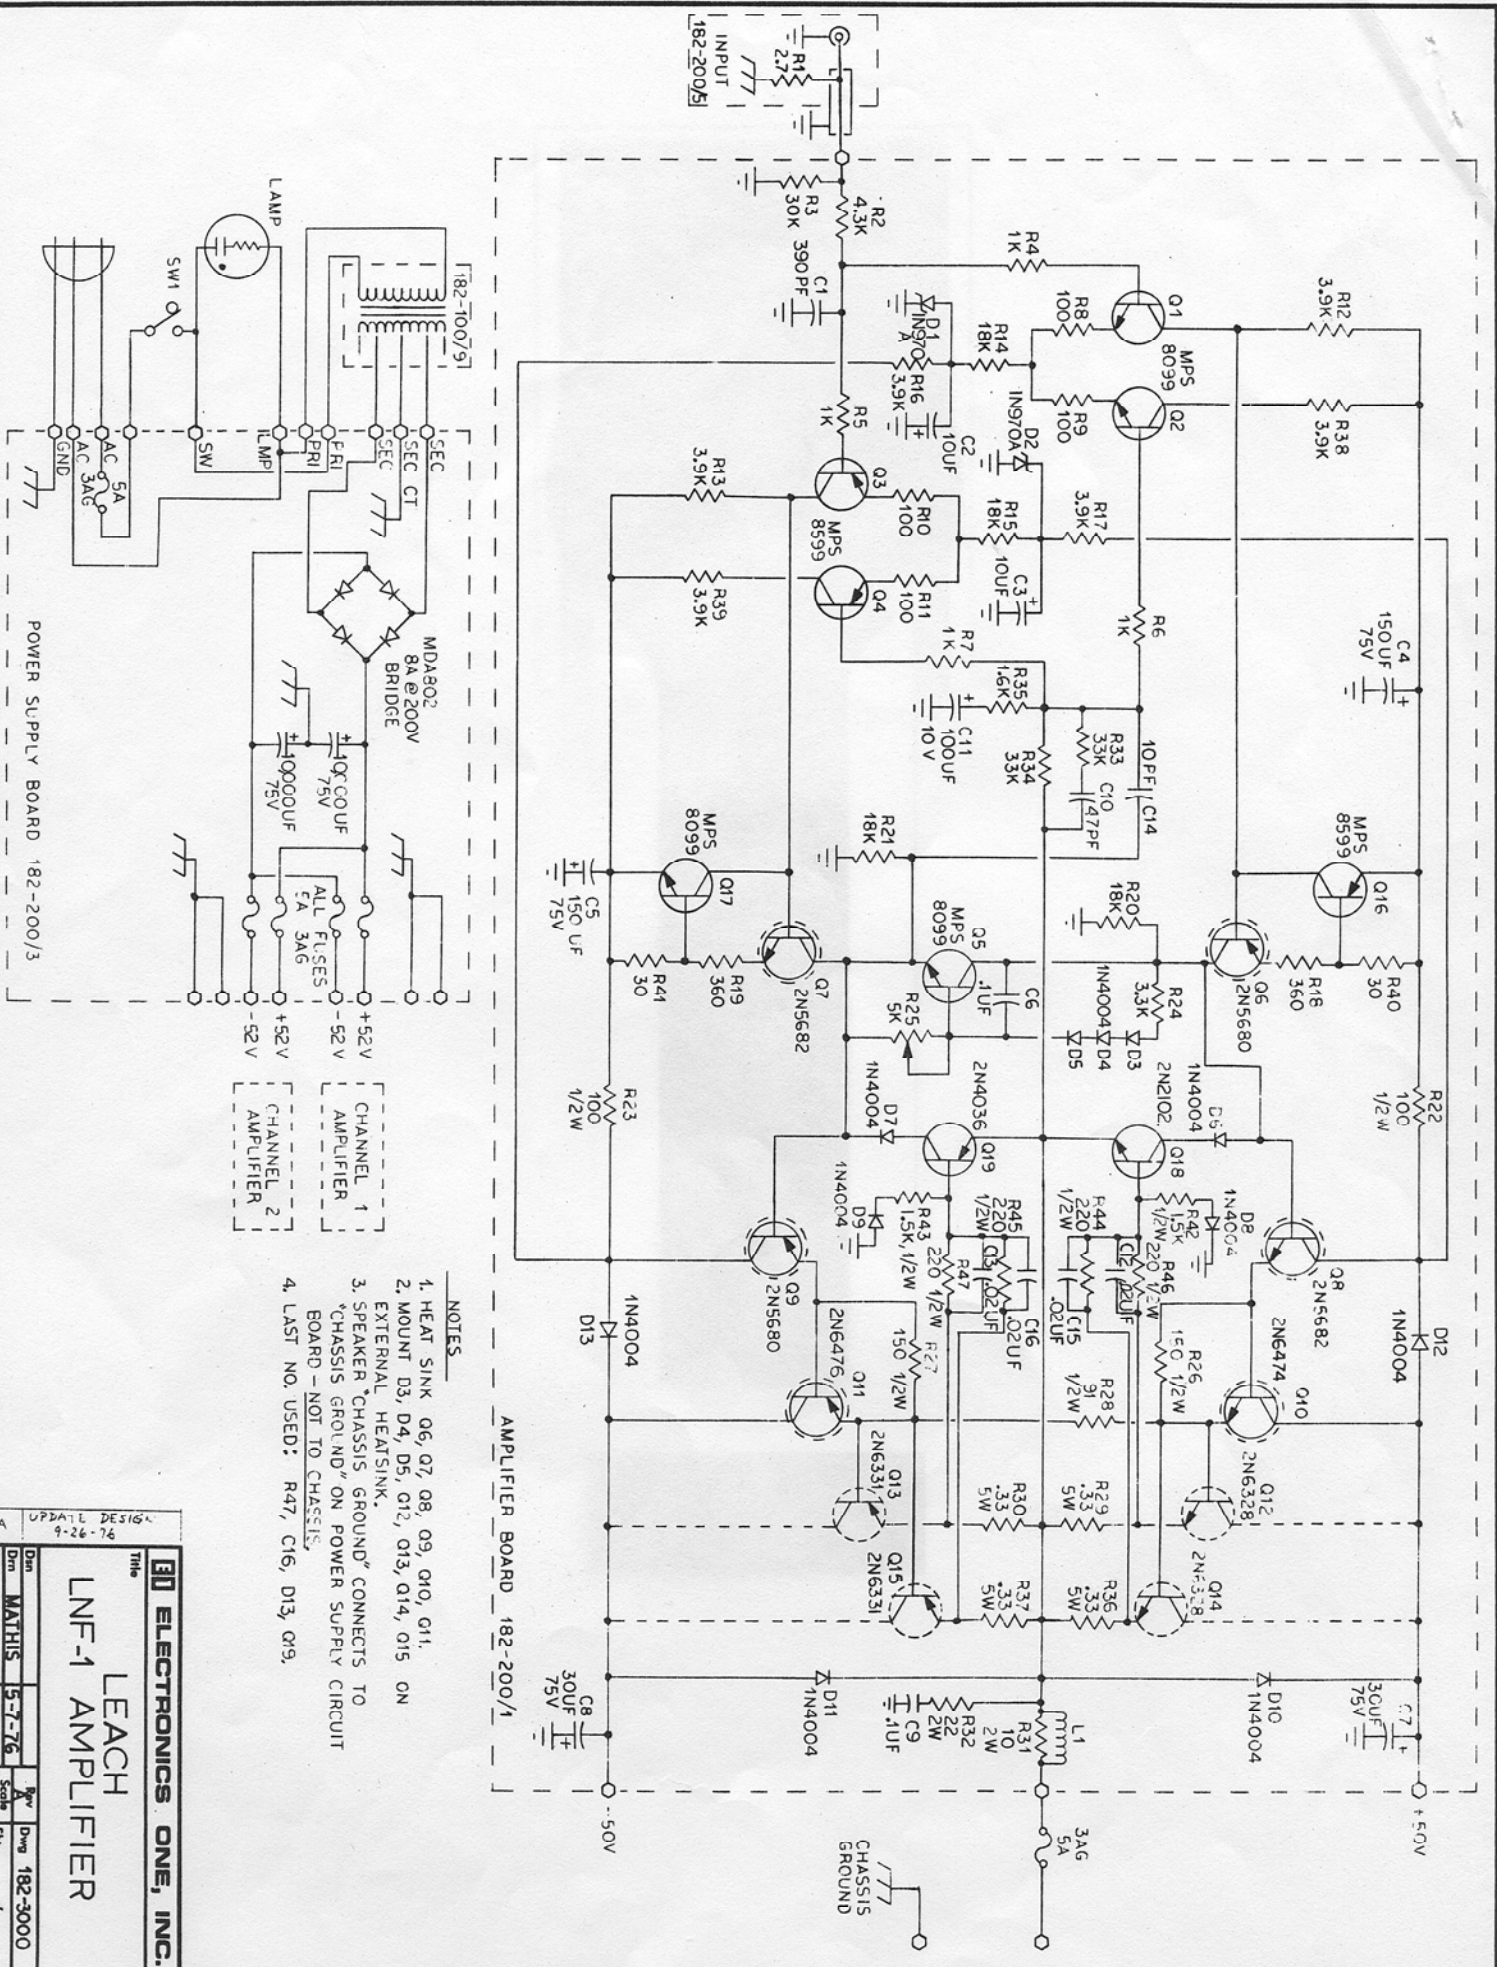 INPUT
182-200/5
R1
2.7
R3
30K
R2
4.3K
C1
390PF
R4
1K
Q1
MPS
8099
Q2
R12
3.9K
R38
3.9K
R8
100
R9
100
R14
18K
D1
1N970
A
R16
3.9K
C2
10UF
D2
1N970A
R5
1K
Q3
MPS
8599
Q4
R10
100
R11
100
R15
18K
R17
3.9K
C3
10UF
R13
3.9K
R39
3.9K
R6
1K
R7
1K
R35
1.6K
C11
100UF
10V
R33
33K
R34
33K
C10
47PF
10PF
C14
C4
150UF
75V
MPS
8599
Q16
R40
30
R18
360
Q6
2N5680
R20
18K
R24
3.3K
1N4004
D3
D4
D5
R21
18K
MPS
8099
Q5
C6
.1UF
R25
5K
MPS
8099
Q17
Q7
2N5682
R19
360
R41
30
C5
150 UF
75V
R22
100
1/2W
R23
100
1/2W
2N4036
Q19
2N2102
Q18
1N4004
D6
1N4004
D7
D8
1N4004
1N4004
D9
R42
1.5K
1/2W
R43
1.5K, 1/2W
R44
220
1/2W
R45
220
1/2W
R46
220 1/2W
R47
220 1/2W
C12
.02UF
C13
.02UF
C15
.02UF
C16
.02UF
Q8
2N5682
Q9
2N5680
D12
1N4004
1N4004
D13
2N6474
Q10
2N6476
Q11
R26
150 1/2W
R27
150 1/2W
R28
91
1/2W
Q12
2N6328
Q13
2N6331
Q14
2N6328
Q15
2N6331
R29
.33
5W
R30
.33
5W
R36
.33
5W
R37
.33
5W
D10
1N4004
D11
1N4004
C7
30UF
75V
C8
30UF
75V
L1
R31
10
2W
R32
22
2W
C9
.1UF
+50V
-50V
3AG
5A
CHASSIS
GROUND
AMPLIFIER BOARD 182-200/1
LAMP
SW1
182-100/9
SEC
SEC CT
SEC
PRI
PRI
LMP
SW
AC
AC
GND
5A
3AG
MDA802
8A @ 200V
BRIDGE
10000UF
75V
10000UF
75V
ALL FUSES
5A 3AG
+52V
-52V
+52V
-52V
CHANNEL 1
AMPLIFIER
CHANNEL 2
AMPLIFIER
POWER SUPPLY BOARD 182-200/3
NOTES
1. HEAT SINK Q6, Q7, Q8, Q9, Q10, Q11.
2. MOUNT D3, D4, D5, Q12, Q13, Q14, Q15 ON
EXTERNAL HEATSINK.
3. SPEAKER "CHASSIS GROUND" CONNECTS TO
"CHASSIS GROUND" ON POWER SUPPLY CIRCUIT
BOARD - NOT TO CHASSIS.
4. LAST NO. USED: R47, C16, D13, Q19.
A UPDATE DESIGN
9-26-76
E1 ELECTRONICS ONE, INC.
Title
LEACH
LNF-1 AMPLIFIER
Dsn
Drn MATHIS 5-7-76
Rev A
Dwg 182-3000
Scale